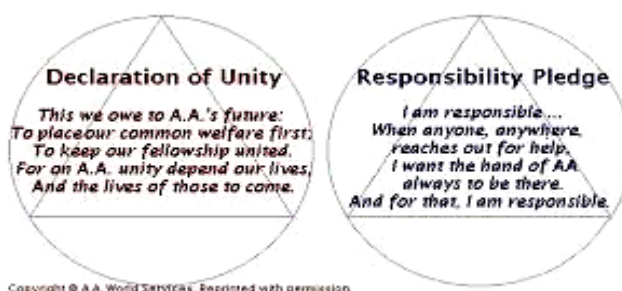 Declaration of Unity
This we owe to A.A.'s future:
To place our common welfare first;
To keep our fellowship united.
For on A.A. unity depend our lives,
And the lives of those to come.
Responsibility Pledge
I am responsible ...
When anyone, anywhere,
reaches out for help,
I want the hand of AA
always to be there.
And for that, I am responsible.
Copyright © A.A. World Services. Reprinted with permission.